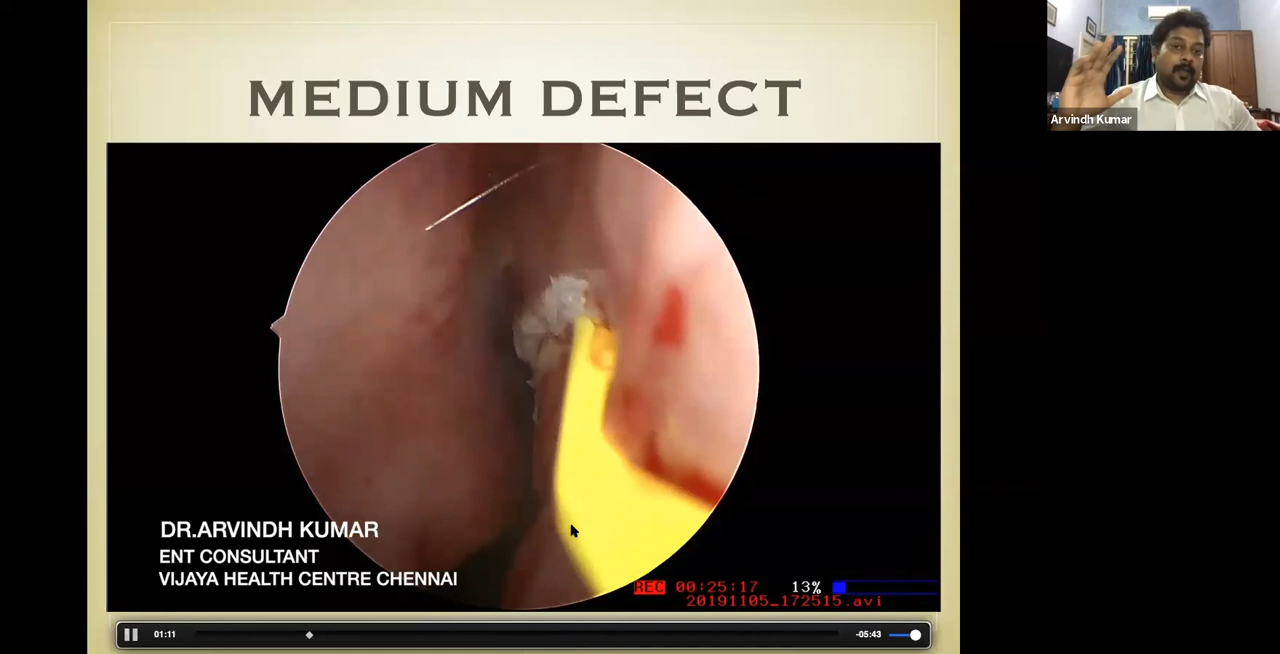 MEDIUM DEFECT
Arvindh Kumar
DR.ARVINDH KUMAR
ENT CONSULTANT
VIJAYA HEALTH CENTRE CHENNAI
REC 00:25:17 13%
20191105_172515.avi
01:11 -05:43